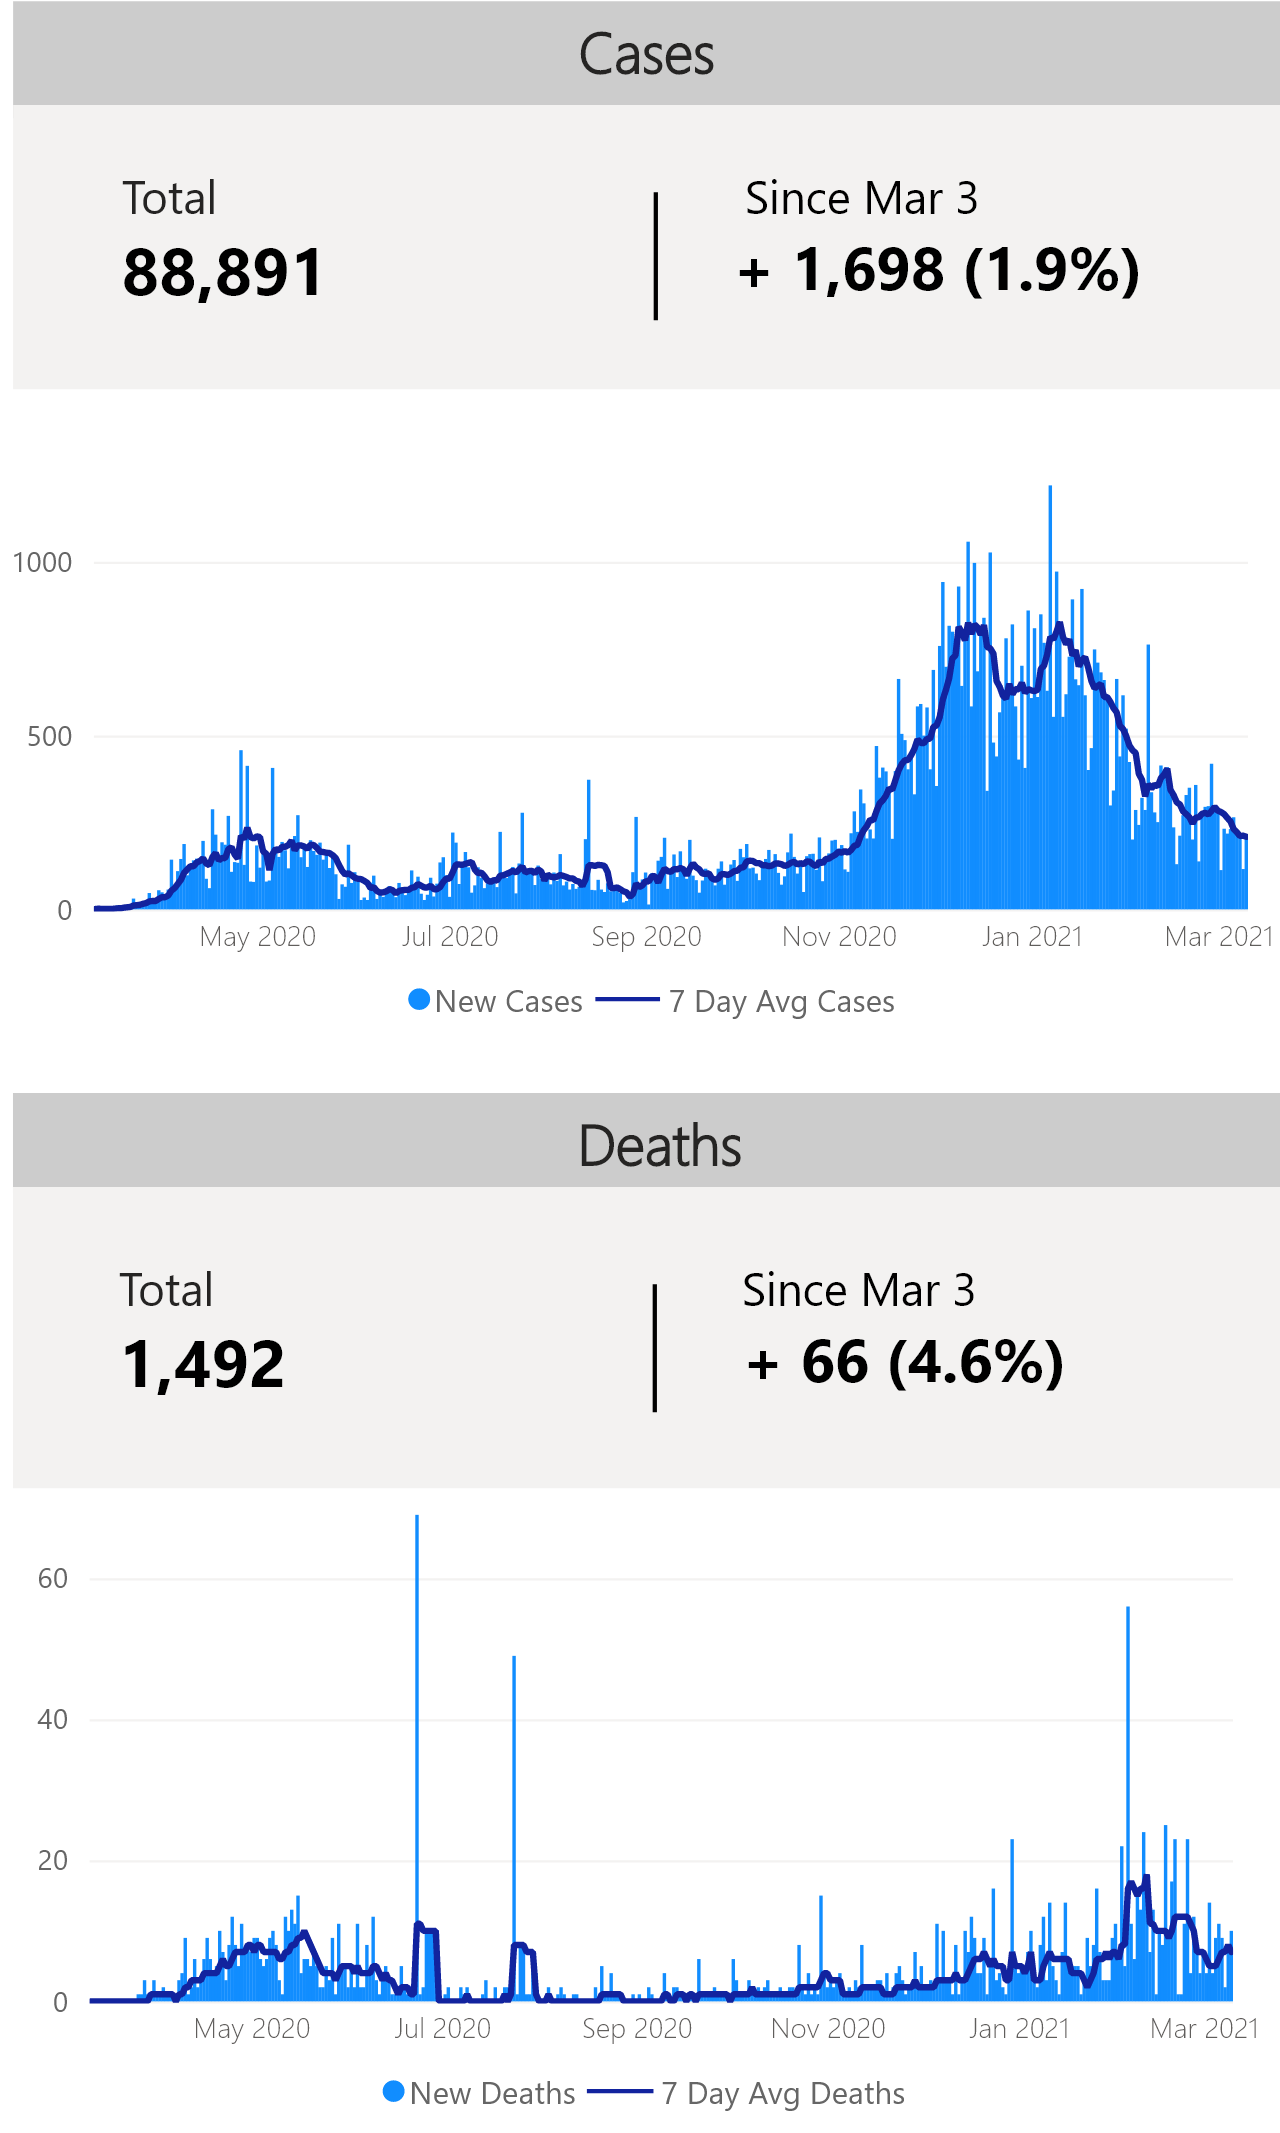 Cases
Total
Since Mar 3
88,891
+ 1,698 (1.9%)
1000
500
0
May 2020 Jul 2020 Sep 2020 Nov 2020 Jan 2021 Mar 2021
New Cases 7 Day Avg Cases
Deaths
Total
Since Mar 3
1,492
+ 66 (4.6%)
60
40
20
0
May 2020 Jul 2020 Sep 2020 Nov 2020 Jan 2021 Mar 2021
New Deaths 7 Day Avg Deaths